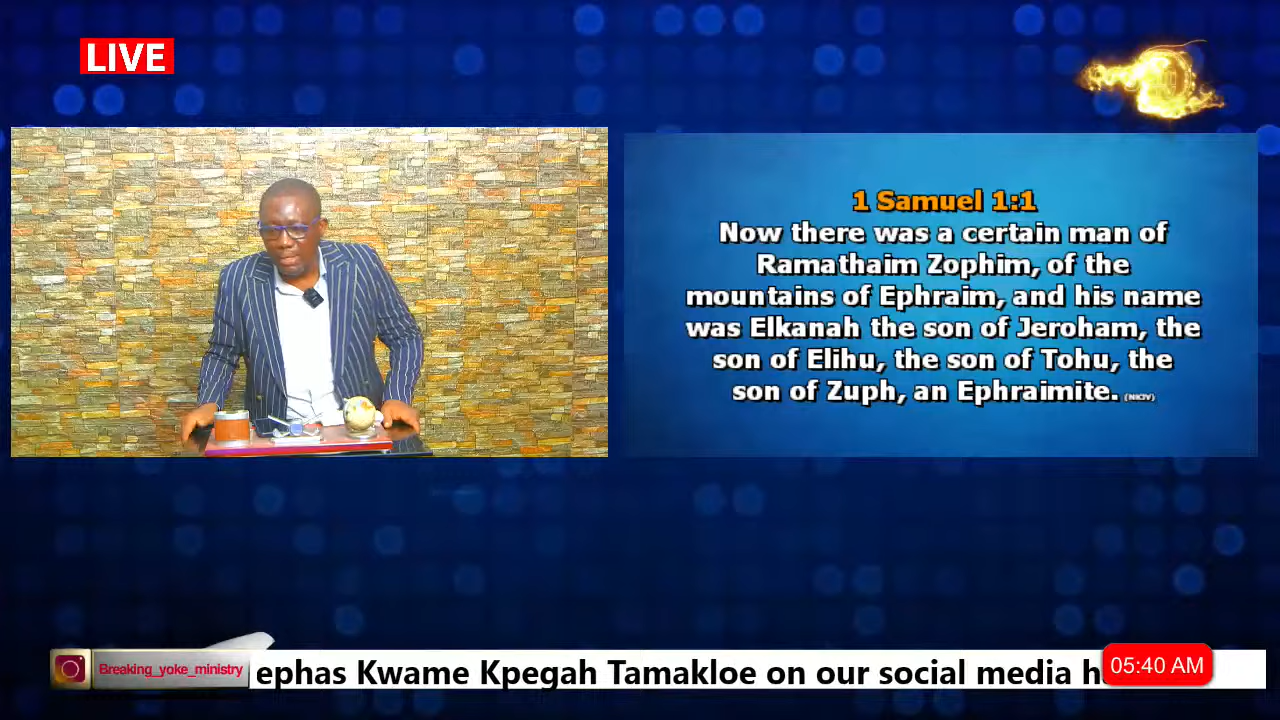 LIVE
1 Samuel 1:1
Now there was a certain man of
Ramathaim Zophim, of the
mountains of Ephraim, and his name
was Elkanah the son of Jeroham, the
son of Elihu, the son of Tohu, the
son of Zuph, an Ephraimite. (NKJV)
Breaking_yoke_ministry
ephas Kwame Kpegah Tamakloe on our social media h
05:40 AM